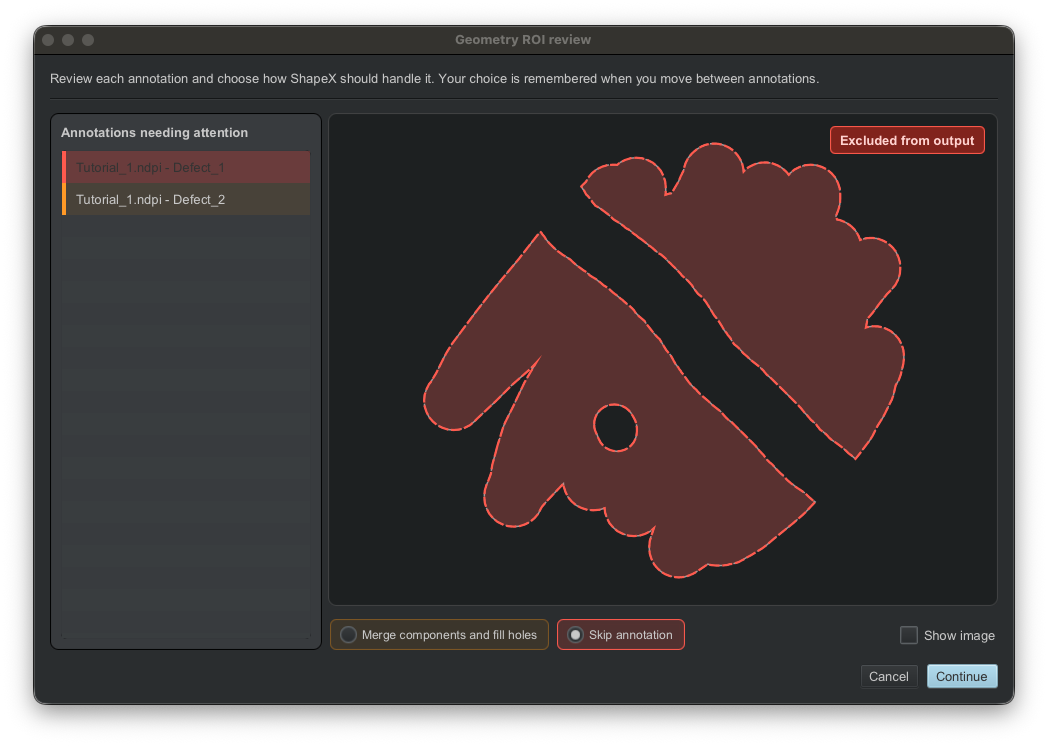 Geometry ROI review
Review each annotation and choose how ShapeX should handle it. Your choice is remembered when you move between annotations.
Annotations needing attention
Tutorial_1.ndpi - Defect_1
Tutorial_1.ndpi - Defect_2
Excluded from output
Merge components and fill holes
Skip annotation
Show image
Cancel
Continue